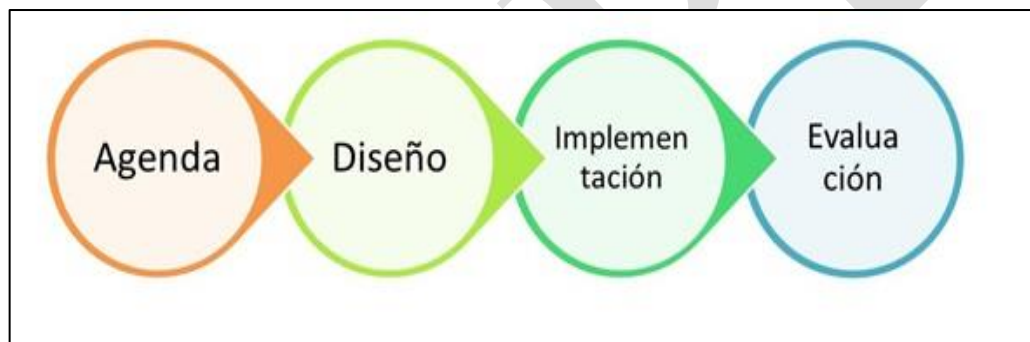 Agenda
Diseño
Implemen
tación
Evalua
ción